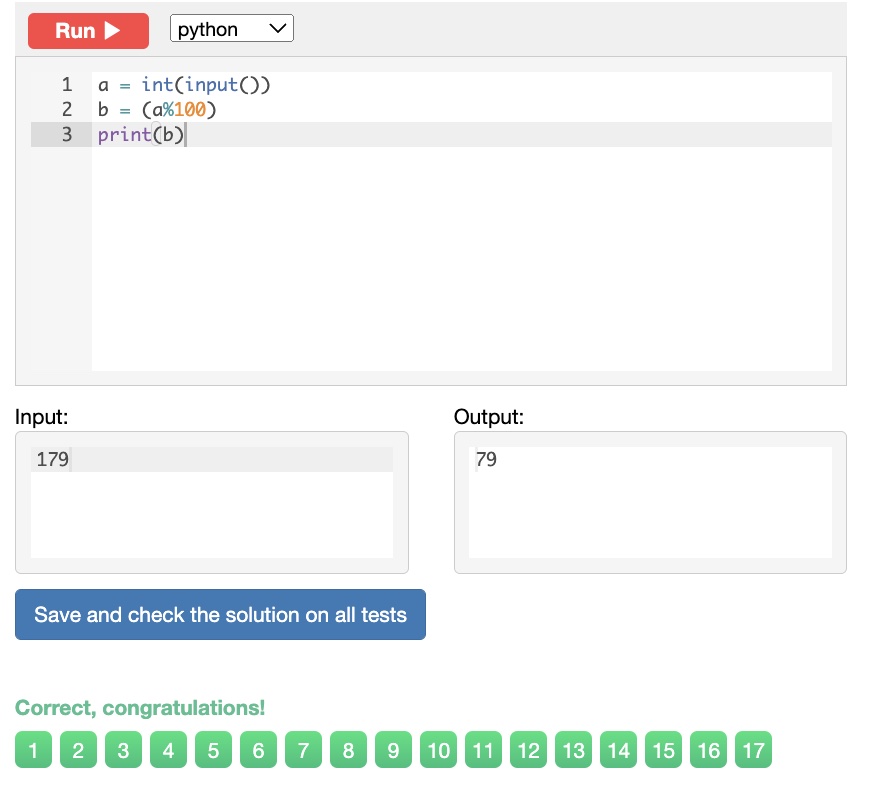 Run python
1 a = int(input())
2 b = (a%100)
3 print(b)
Input: Output:
179 79
Save and check the solution on all tests
Correct, congratulations!
1 2 3 4 5 6 7 8 9 10 11 12 13 14 15 16 17